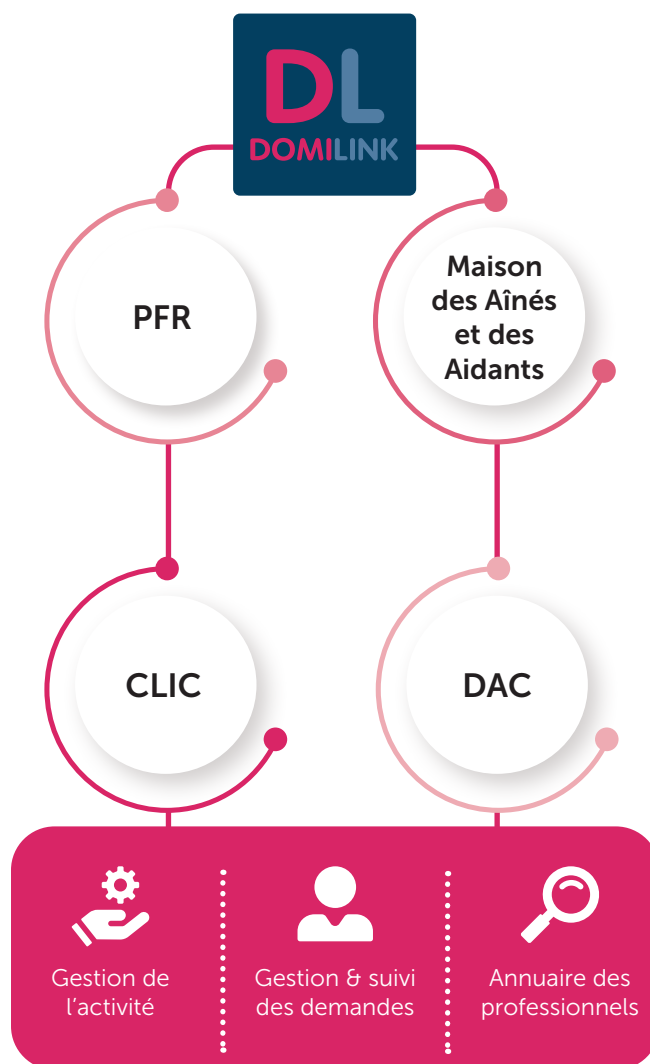 DL
DOMILINK
PFR
Maison
des Aînés
et des
Aidants
CLIC
DAC
Gestion de
l'activité
Gestion & suivi
des demandes
Annuaire des
professionnels